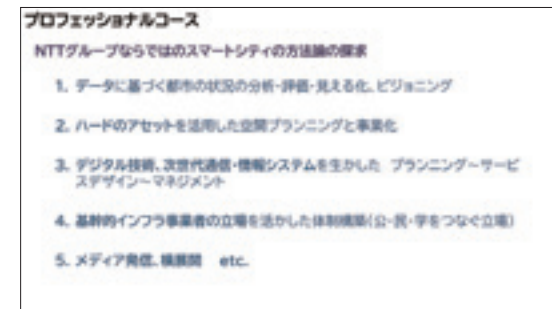 プロフェッショナルコース
NTTグループならではのスマートシティの方法論の探求
1. データに基づく都市の状況の分析・評価・見える化、ビジョニング
2. ハードのアセットを活用した空間プランニングと事業化
3. デジタル技術、次世代通信・情報システムを生かした プランニング~サービ
スデザイン~マネジメント
4. 基幹的インフラ事業者の立場を活かした体制構築(公・民・学をつなぐ立場)
5. メディア発信、横展開 etc.